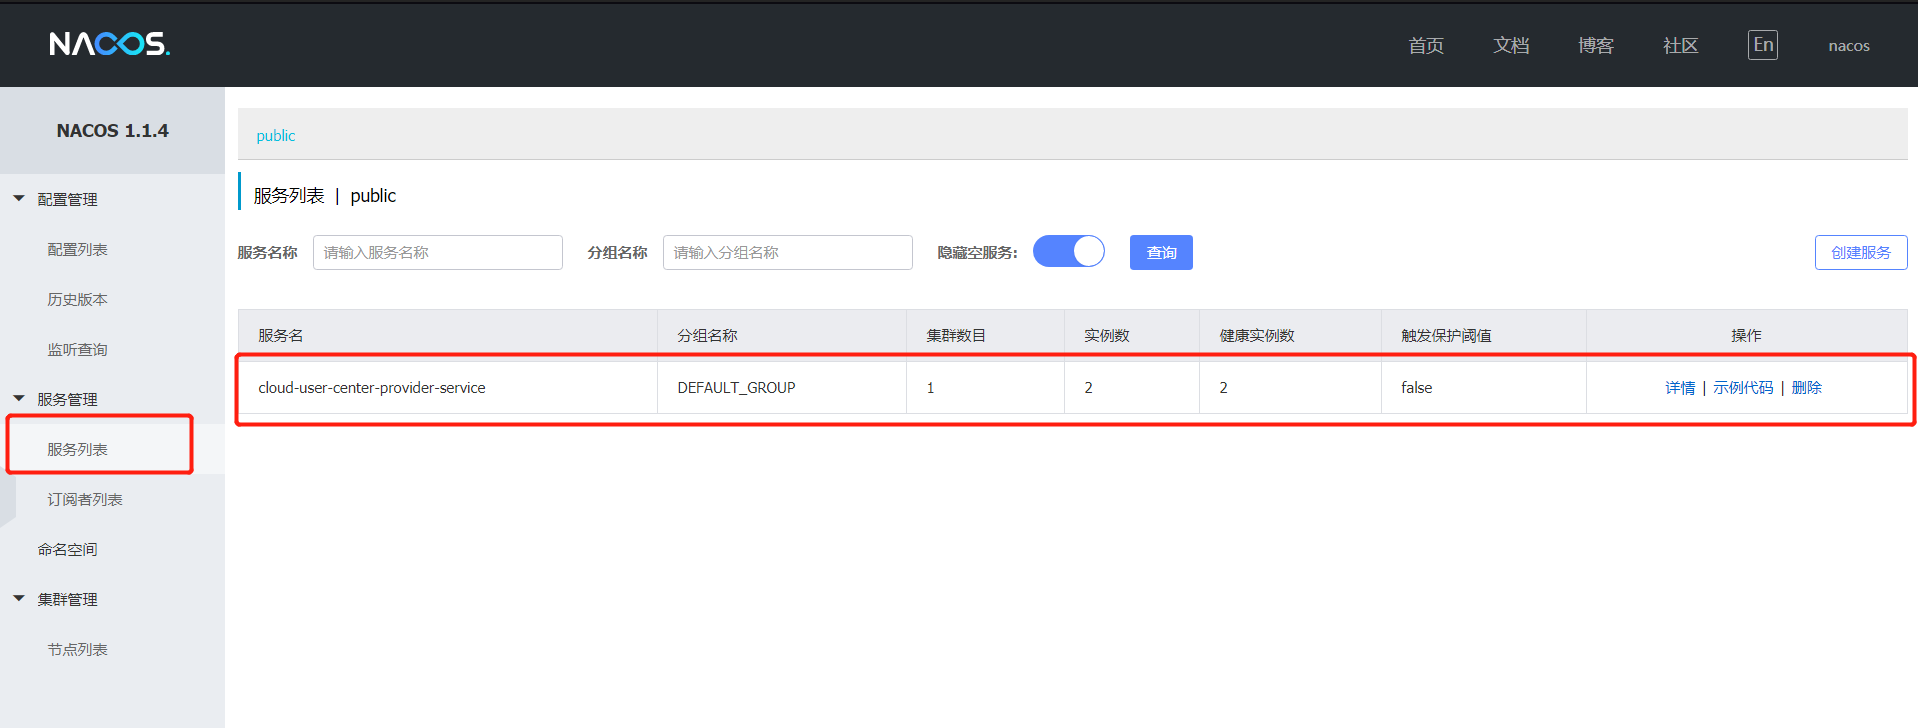 NACOS.
首页 文档 博客 社区 En nacos
NACOS 1.1.4
配置管理
配置列表
历史版本
监听查询
服务管理
服务列表
订阅者列表
命名空间
集群管理
节点列表
public
服务列表 | public
服务名称 请输入服务名称 分组名称 请输入分组名称 隐藏空服务: 查询 创建服务
服务名 分组名称 集群数目 实例数 健康实例数 触发保护阈值 操作
cloud-user-center-provider-service DEFAULT_GROUP 1 2 2 false 详情 | 示例代码 | 删除